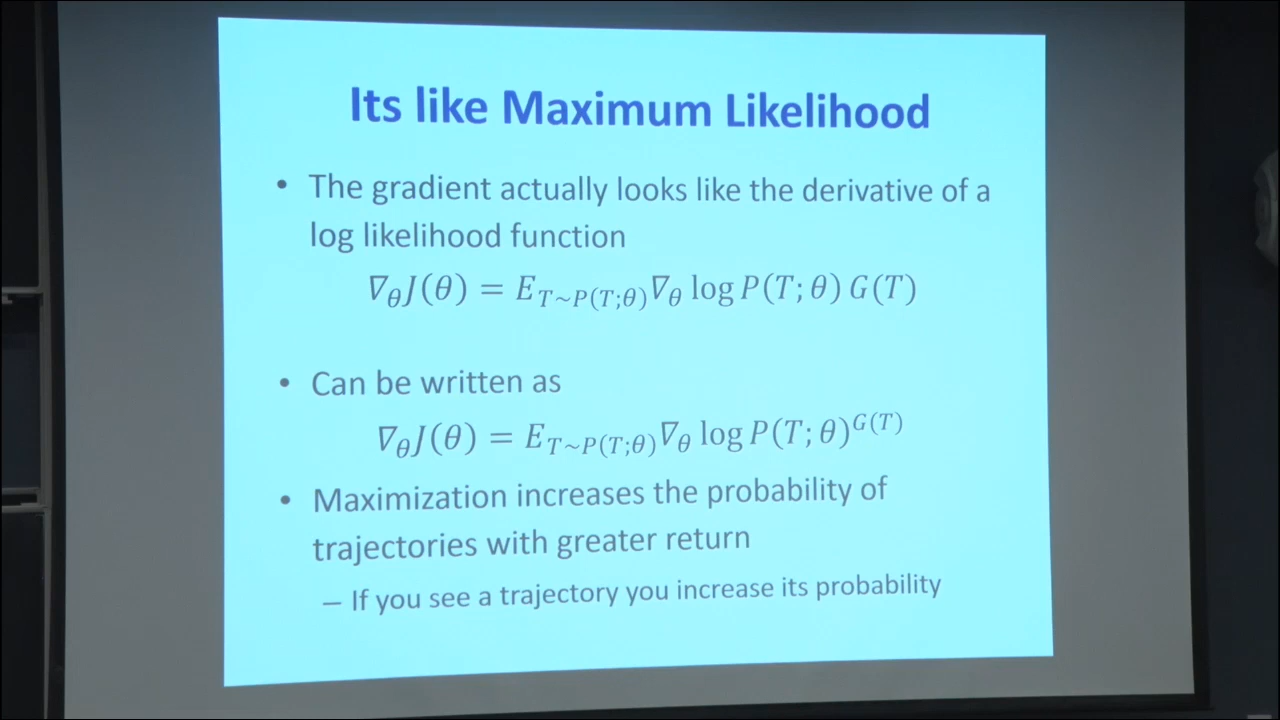 Its like Maximum Likelihood
• The gradient actually looks like the derivative of a
log likelihood function
∇θJ(θ) = E_{T~P(T;θ)}∇θ log P(T; θ) G(T)
• Can be written as
∇θJ(θ) = E_{T~P(T;θ)}∇θ log P(T; θ)^{G(T)}
• Maximization increases the probability of
trajectories with greater return
– If you see a trajectory you increase its probability